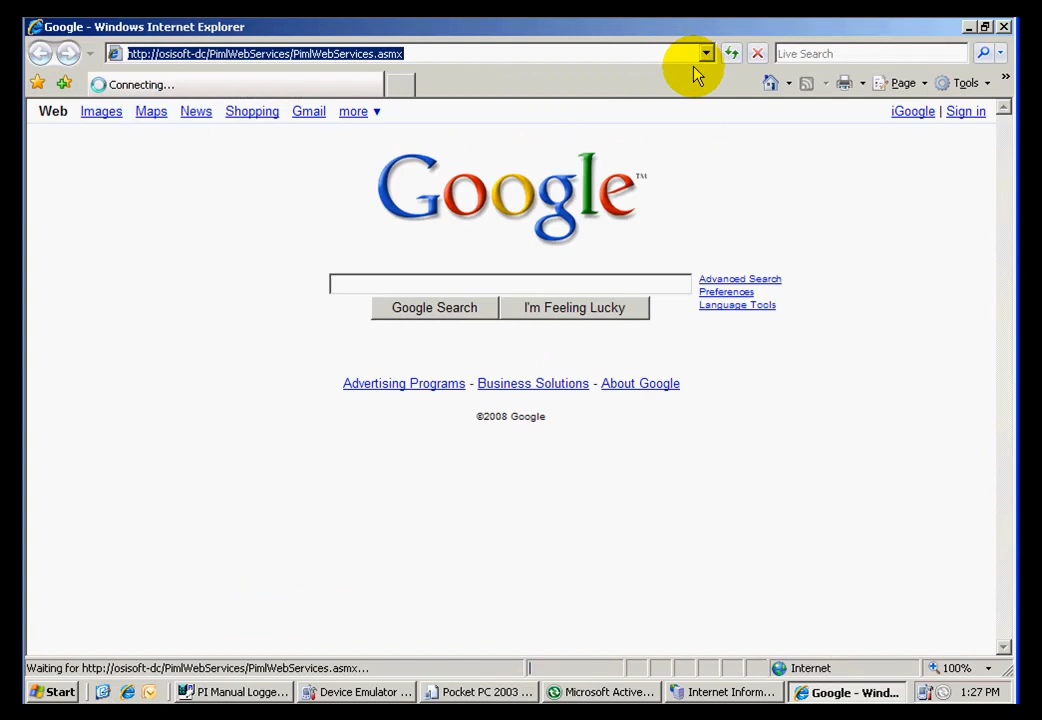 Google - Windows Internet Explorer
http://osisoft-dc/PimlWebServices/PimlWebServices.asmx
Live Search
Connecting...
Page
Tools
»
Web Images Maps News Shopping Gmail more ▼
iGoogle | Sign in
Google™
Advanced Search
Preferences
Language Tools
Google Search
I'm Feeling Lucky
Advertising Programs - Business Solutions - About Google
©2008 Google
Waiting for http://osisoft-dc/PimlWebServices/PimlWebServices.asmx...
Internet
100%
Start
PI Manual Logge...
Device Emulator ...
Pocket PC 2003 ...
Microsoft Active...
Internet Inform...
Google - Wind...
1:27 PM